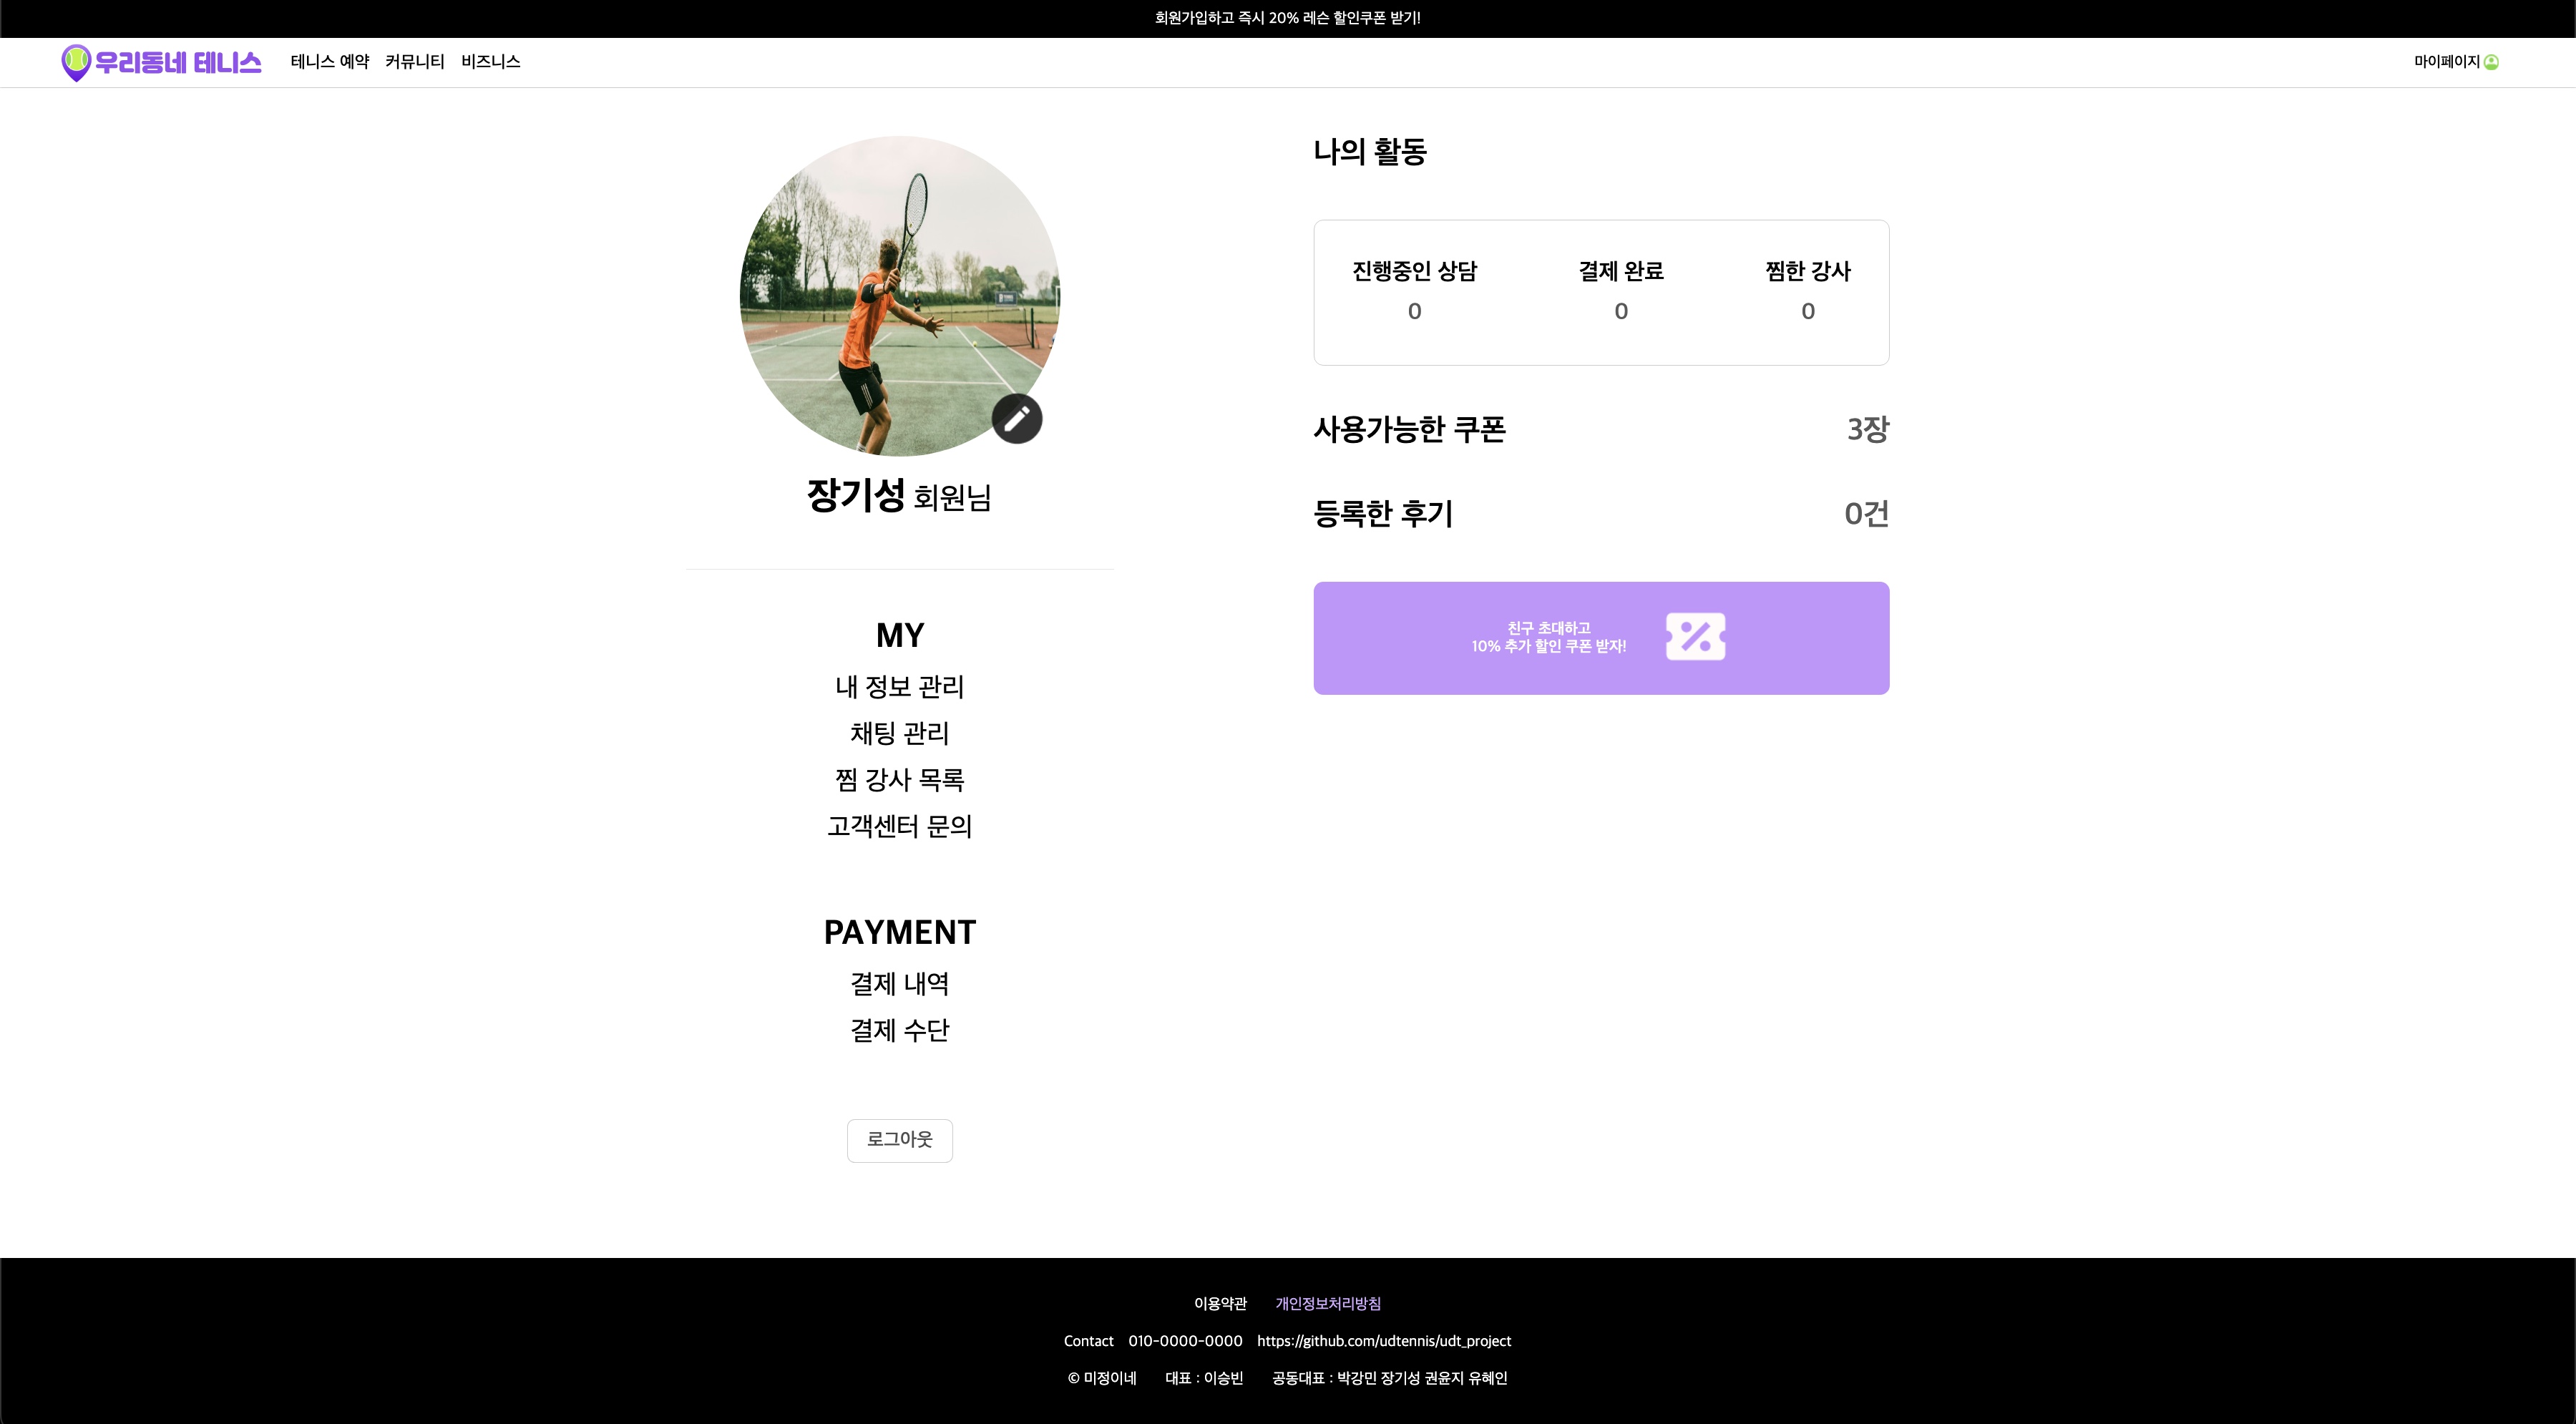 회원가입하고 즉시 20% 레슨 할인쿠폰 받기!
우리동네 테니스 테니스 예약 커뮤니티 비즈니스 마이페이지
장기성 회원님
MY
내 정보 관리
채팅 관리
찜 강사 목록
고객센터 문의
PAYMENT
결제 내역
결제 수단
로그아웃
나의 활동
진행중인 상담 결제 완료 찜한 강사
0 0 0
사용가능한 쿠폰 3장
등록한 후기 0건
친구 초대하고
10% 추가 할인 쿠폰 받자!
이용약관 개인정보처리방침
Contact 010-0000-0000 https://github.com/udtennis/udt_project
© 미정이네 대표 : 이승빈 공동대표 : 박강민 장기성 권윤지 유혜인